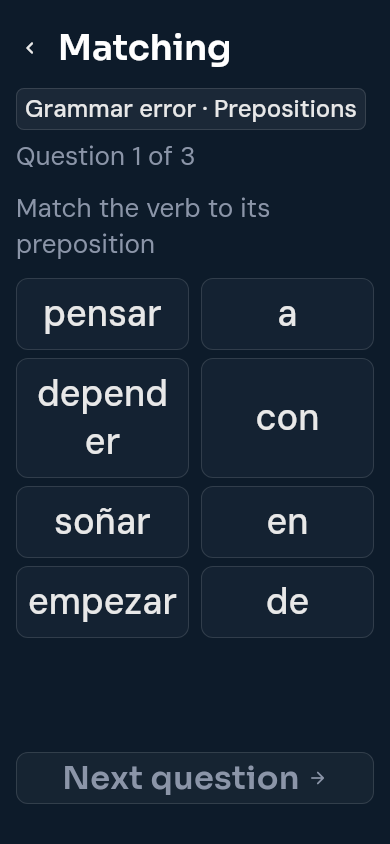 Matching
Grammar error · Prepositions
Question 1 of 3
Match the verb to its
preposition
pensar
a
depend
er
con
soñar
en
empezar
de
Next question →